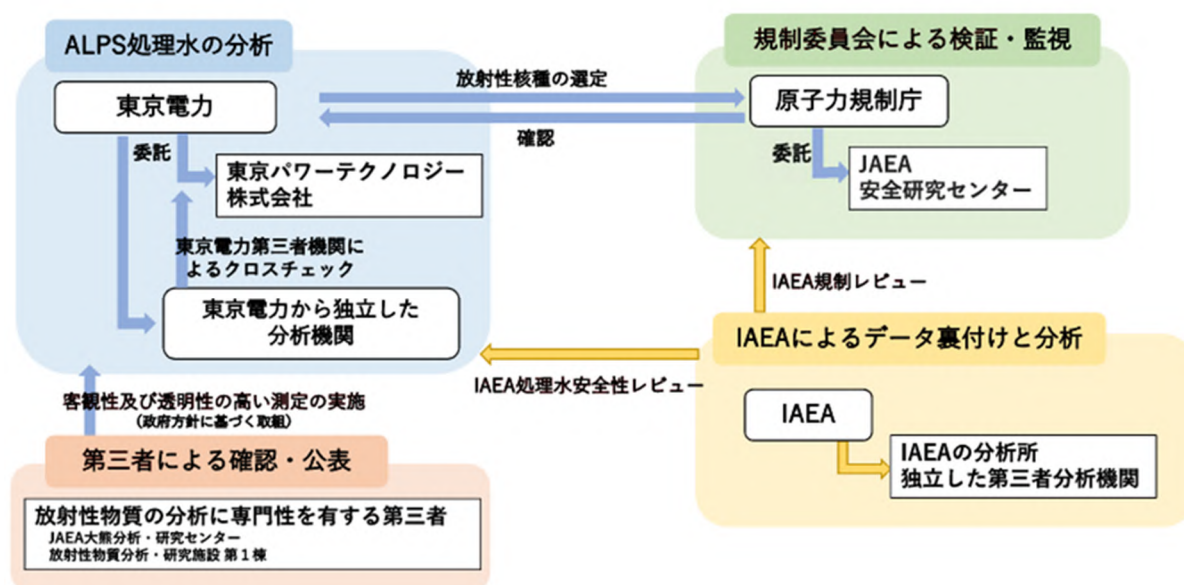 ALPS処理水の分析
東京電力
委託
東京パワーテクノロジー
株式会社
東京電力第三者機関に
よるクロスチェック
東京電力から独立した
分析機関
放射性核種の選定
確認
規制委員会による検証・監視
原子力規制庁
委託
JAEA
安全研究センター
IAEA規制レビュー
IAEA処理水安全性レビュー
IAEAによるデータ裏付けと分析
IAEA
IAEAの分析所
独立した第三者分析機関
客観性及び透明性の高い測定の実施
(政府方針に基づく取組)
第三者による確認・公表
放射性物質の分析に専門性を有する第三者
JAEA大熊分析・研究センター
放射性物質分析・研究施設 第1棟